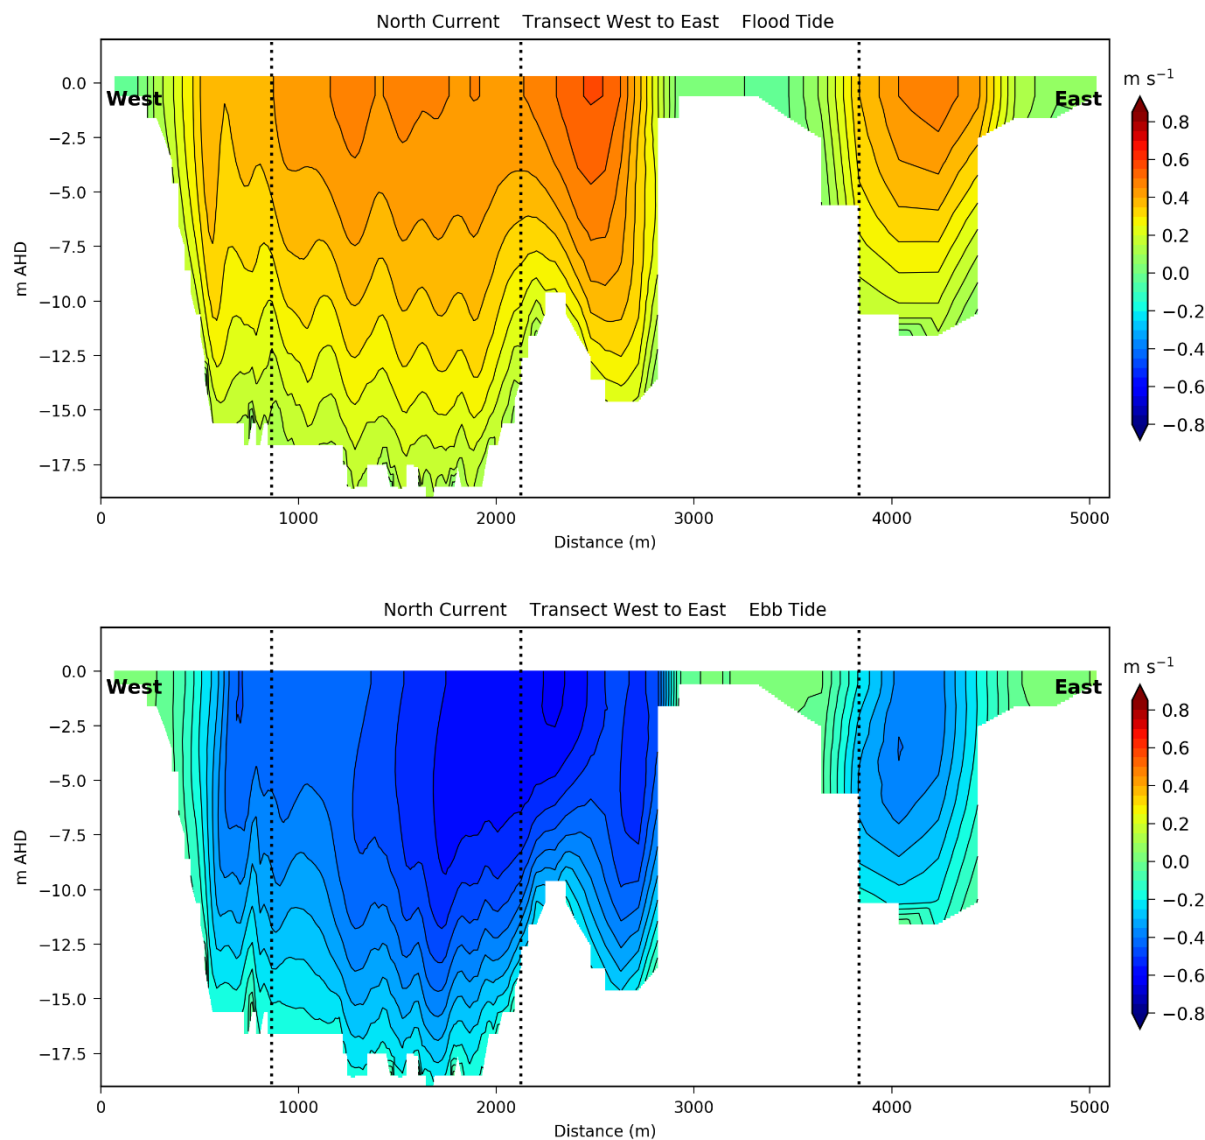 North Current Transect West to East Flood Tide
m s⁻¹
0.0
−2.5
−5.0
−7.5
−10.0
−12.5
−15.0
−17.5
m AHD
West
East
0.8
0.6
0.4
0.2
0.0
−0.2
−0.4
−0.6
−0.8
0 1000 2000 3000 4000 5000
Distance (m)
North Current Transect West to East Ebb Tide
m s⁻¹
0.0
−2.5
−5.0
−7.5
−10.0
−12.5
−15.0
−17.5
m AHD
West
East
0.8
0.6
0.4
0.2
0.0
−0.2
−0.4
−0.6
−0.8
0 1000 2000 3000 4000 5000
Distance (m)